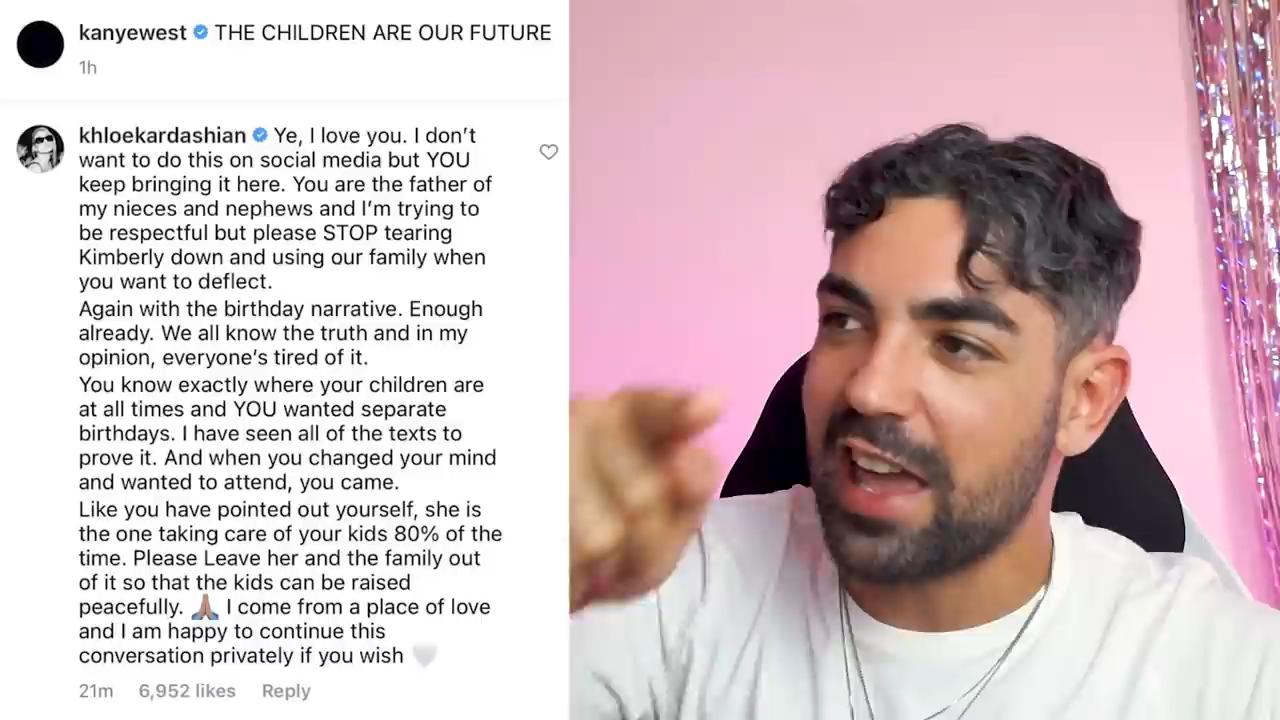 kanyewest THE CHILDREN ARE OUR FUTURE
1h
khloekardashian Ye, I love you. I don't
want to do this on social media but YOU
keep bringing it here. You are the father of
my nieces and nephews and I'm trying to
be respectful but please STOP tearing
Kimberly down and using our family when
you want to deflect.
Again with the birthday narrative. Enough
already. We all know the truth and in my
opinion, everyone's tired of it.
You know exactly where your children are
at all times and YOU wanted separate
birthdays. I have seen all of the texts to
prove it. And when you changed your mind
and wanted to attend, you came.
Like you have pointed out yourself, she is
the one taking care of your kids 80% of the
time. Please Leave her and the family out
of it so that the kids can be raised
peacefully. 🙏🏽 I come from a place of love
and I am happy to continue this
conversation privately if you wish 🤍
21m 6,952 likes Reply